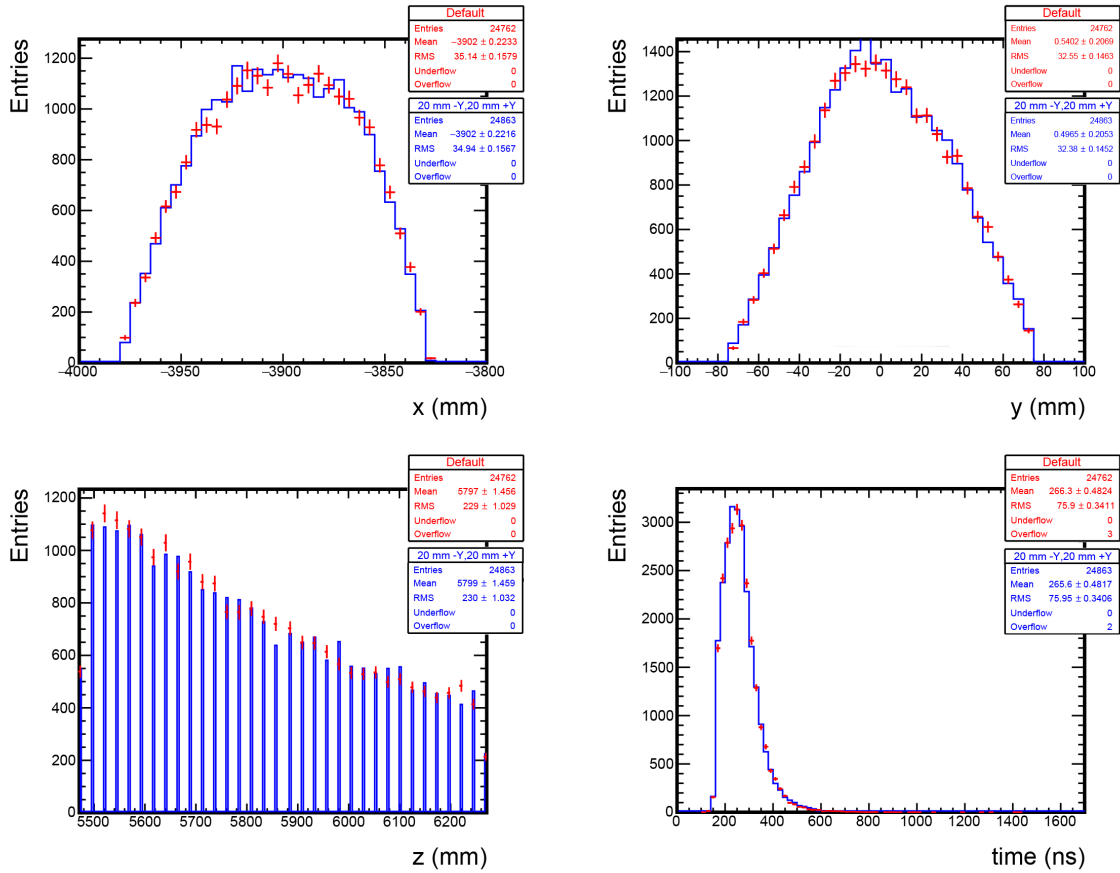 Default
Entries 24762
Mean −3902 ± 0.2233
RMS 35.14 ± 0.1579
Underflow 0
Overflow 0
20 mm -Y,20 mm +Y
Entries 24863
Mean −3902 ± 0.2216
RMS 34.94 ± 0.1567
Underflow 0
Overflow 0
Entries
1200
1000
800
600
400
200
0
−4000 −3950 −3900 −3850 −3800
x (mm)
Default
Entries 24762
Mean 0.5402 ± 0.2069
RMS 32.55 ± 0.1463
Underflow 0
Overflow 0
20 mm -Y,20 mm +Y
Entries 24863
Mean 0.4965 ± 0.2053
RMS 32.38 ± 0.1452
Underflow 0
Overflow 0
Entries
1400
1200
1000
800
600
400
200
0
−100 −80 −60 −40 −20 0 20 40 60 80 100
y (mm)
Default
Entries 24762
Mean 5797 ± 1.456
RMS 229 ± 1.029
Underflow 0
Overflow 0
20 mm -Y,20 mm +Y
Entries 24863
Mean 5799 ± 1.459
RMS 230 ± 1.032
Underflow 0
Overflow 0
Entries
1200
1000
800
600
400
200
0
5500 5600 5700 5800 5900 6000 6100 6200
z (mm)
Default
Entries 24762
Mean 266.3 ± 0.4824
RMS 75.9 ± 0.3411
Underflow 0
Overflow 3
20 mm -Y,20 mm +Y
Entries 24863
Mean 265.6 ± 0.4817
RMS 75.95 ± 0.3406
Underflow 0
Overflow 2
Entries
3000
2500
2000
1500
1000
500
0
0 200 400 600 800 1000 1200 1400 1600
time (ns)